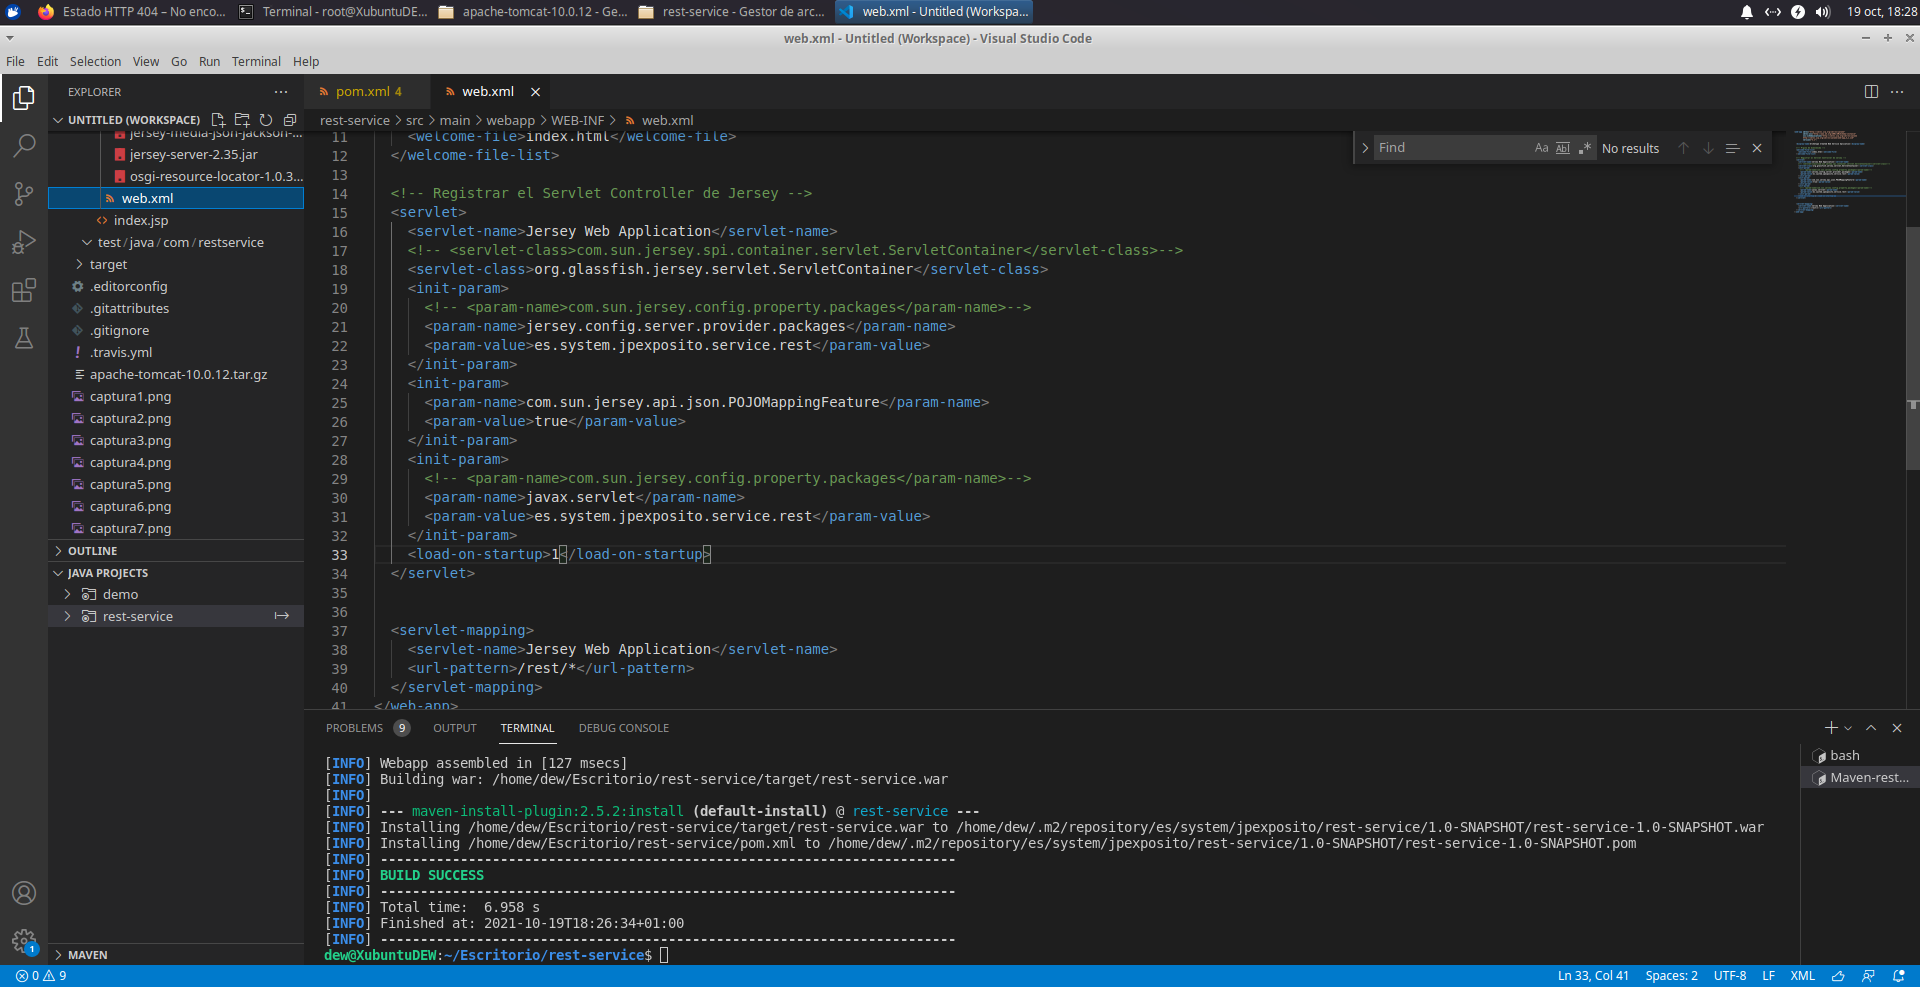 Estado HTTP 404 – No enco...
Terminal - root@XubuntuDE...
apache-tomcat-10.0.12 - Ge...
rest-service - Gestor de arc...
web.xml - Untitled (Workspa...
19 oct, 18:28
web.xml - Untitled (Workspace) - Visual Studio Code
File Edit Selection View Go Run Terminal Help
EXPLORER
UNTITLED (WORKSPACE)
jersey-media-json-jackson-...
jersey-server-2.35.jar
osgi-resource-locator-1.0.3...
web.xml
index.jsp
test / java / com / restservice
target
.editorconfig
.gitattributes
.gitignore
.travis.yml
apache-tomcat-10.0.12.tar.gz
captura1.png
captura2.png
captura3.png
captura4.png
captura5.png
captura6.png
captura7.png
OUTLINE
JAVA PROJECTS
demo
rest-service
MAVEN
1
pom.xml 4
web.xml
rest-service > src > main > webapp > WEB-INF > web.xml
Find
Aa Abl .* No results
11 <welcome-file>index.html</welcome-file>
12 </welcome-file-list>
13
14 <!-- Registrar el Servlet Controller de Jersey -->
15 <servlet>
16 <servlet-name>Jersey Web Application</servlet-name>
17 <!-- <servlet-class>com.sun.jersey.spi.container.servlet.ServletContainer</servlet-class>-->
18 <servlet-class>org.glassfish.jersey.servlet.ServletContainer</servlet-class>
19 <init-param>
20 <!-- <param-name>com.sun.jersey.config.property.packages</param-name>-->
21 <param-name>jersey.config.server.provider.packages</param-name>
22 <param-value>es.system.jpexposito.service.rest</param-value>
23 </init-param>
24 <init-param>
25 <param-name>com.sun.jersey.api.json.POJOMappingFeature</param-name>
26 <param-value>true</param-value>
27 </init-param>
28 <init-param>
29 <!-- <param-name>com.sun.jersey.config.property.packages</param-name>-->
30 <param-name>javax.servlet</param-name>
31 <param-value>es.system.jpexposito.service.rest</param-value>
32 </init-param>
33 <load-on-startup>1</load-on-startup>
34 </servlet>
35
36
37 <servlet-mapping>
38 <servlet-name>Jersey Web Application</servlet-name>
39 <url-pattern>/rest/*</url-pattern>
40 </servlet-mapping>
41 </web-app>
PROBLEMS 9 OUTPUT TERMINAL DEBUG CONSOLE
bash
Maven-rest...
[INFO] Webapp assembled in [127 msecs]
[INFO] Building war: /home/dew/Escritorio/rest-service/target/rest-service.war
[INFO]
[INFO] --- maven-install-plugin:2.5.2:install (default-install) @ rest-service ---
[INFO] Installing /home/dew/Escritorio/rest-service/target/rest-service.war to /home/dew/.m2/repository/es/system/jpexposito/rest-service/1.0-SNAPSHOT/rest-service-1.0-SNAPSHOT.war
[INFO] Installing /home/dew/Escritorio/rest-service/pom.xml to /home/dew/.m2/repository/es/system/jpexposito/rest-service/1.0-SNAPSHOT/rest-service-1.0-SNAPSHOT.pom
[INFO] ------------------------------------------------------------------------
[INFO] BUILD SUCCESS
[INFO] ------------------------------------------------------------------------
[INFO] Total time:  6.958 s
[INFO] Finished at: 2021-10-19T18:26:34+01:00
[INFO] ------------------------------------------------------------------------
dew@XubuntuDEW:~/Escritorio/rest-service$
0 9
Ln 33, Col 41 Spaces: 2 UTF-8 LF XML